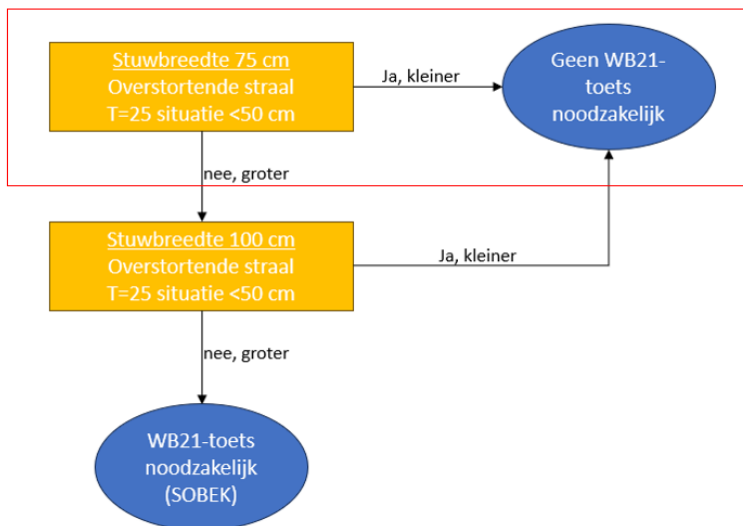 Stuwbreedte 75 cm
Overstortende straal
T=25 situatie <50 cm
Ja, kleiner
Geen WB21-
toets
noodzakelijk
nee, groter
Stuwbreedte 100 cm
Overstortende straal
T=25 situatie <50 cm
Ja, kleiner
nee, groter
WB21-toets
noodzakelijk
(SOBEK)